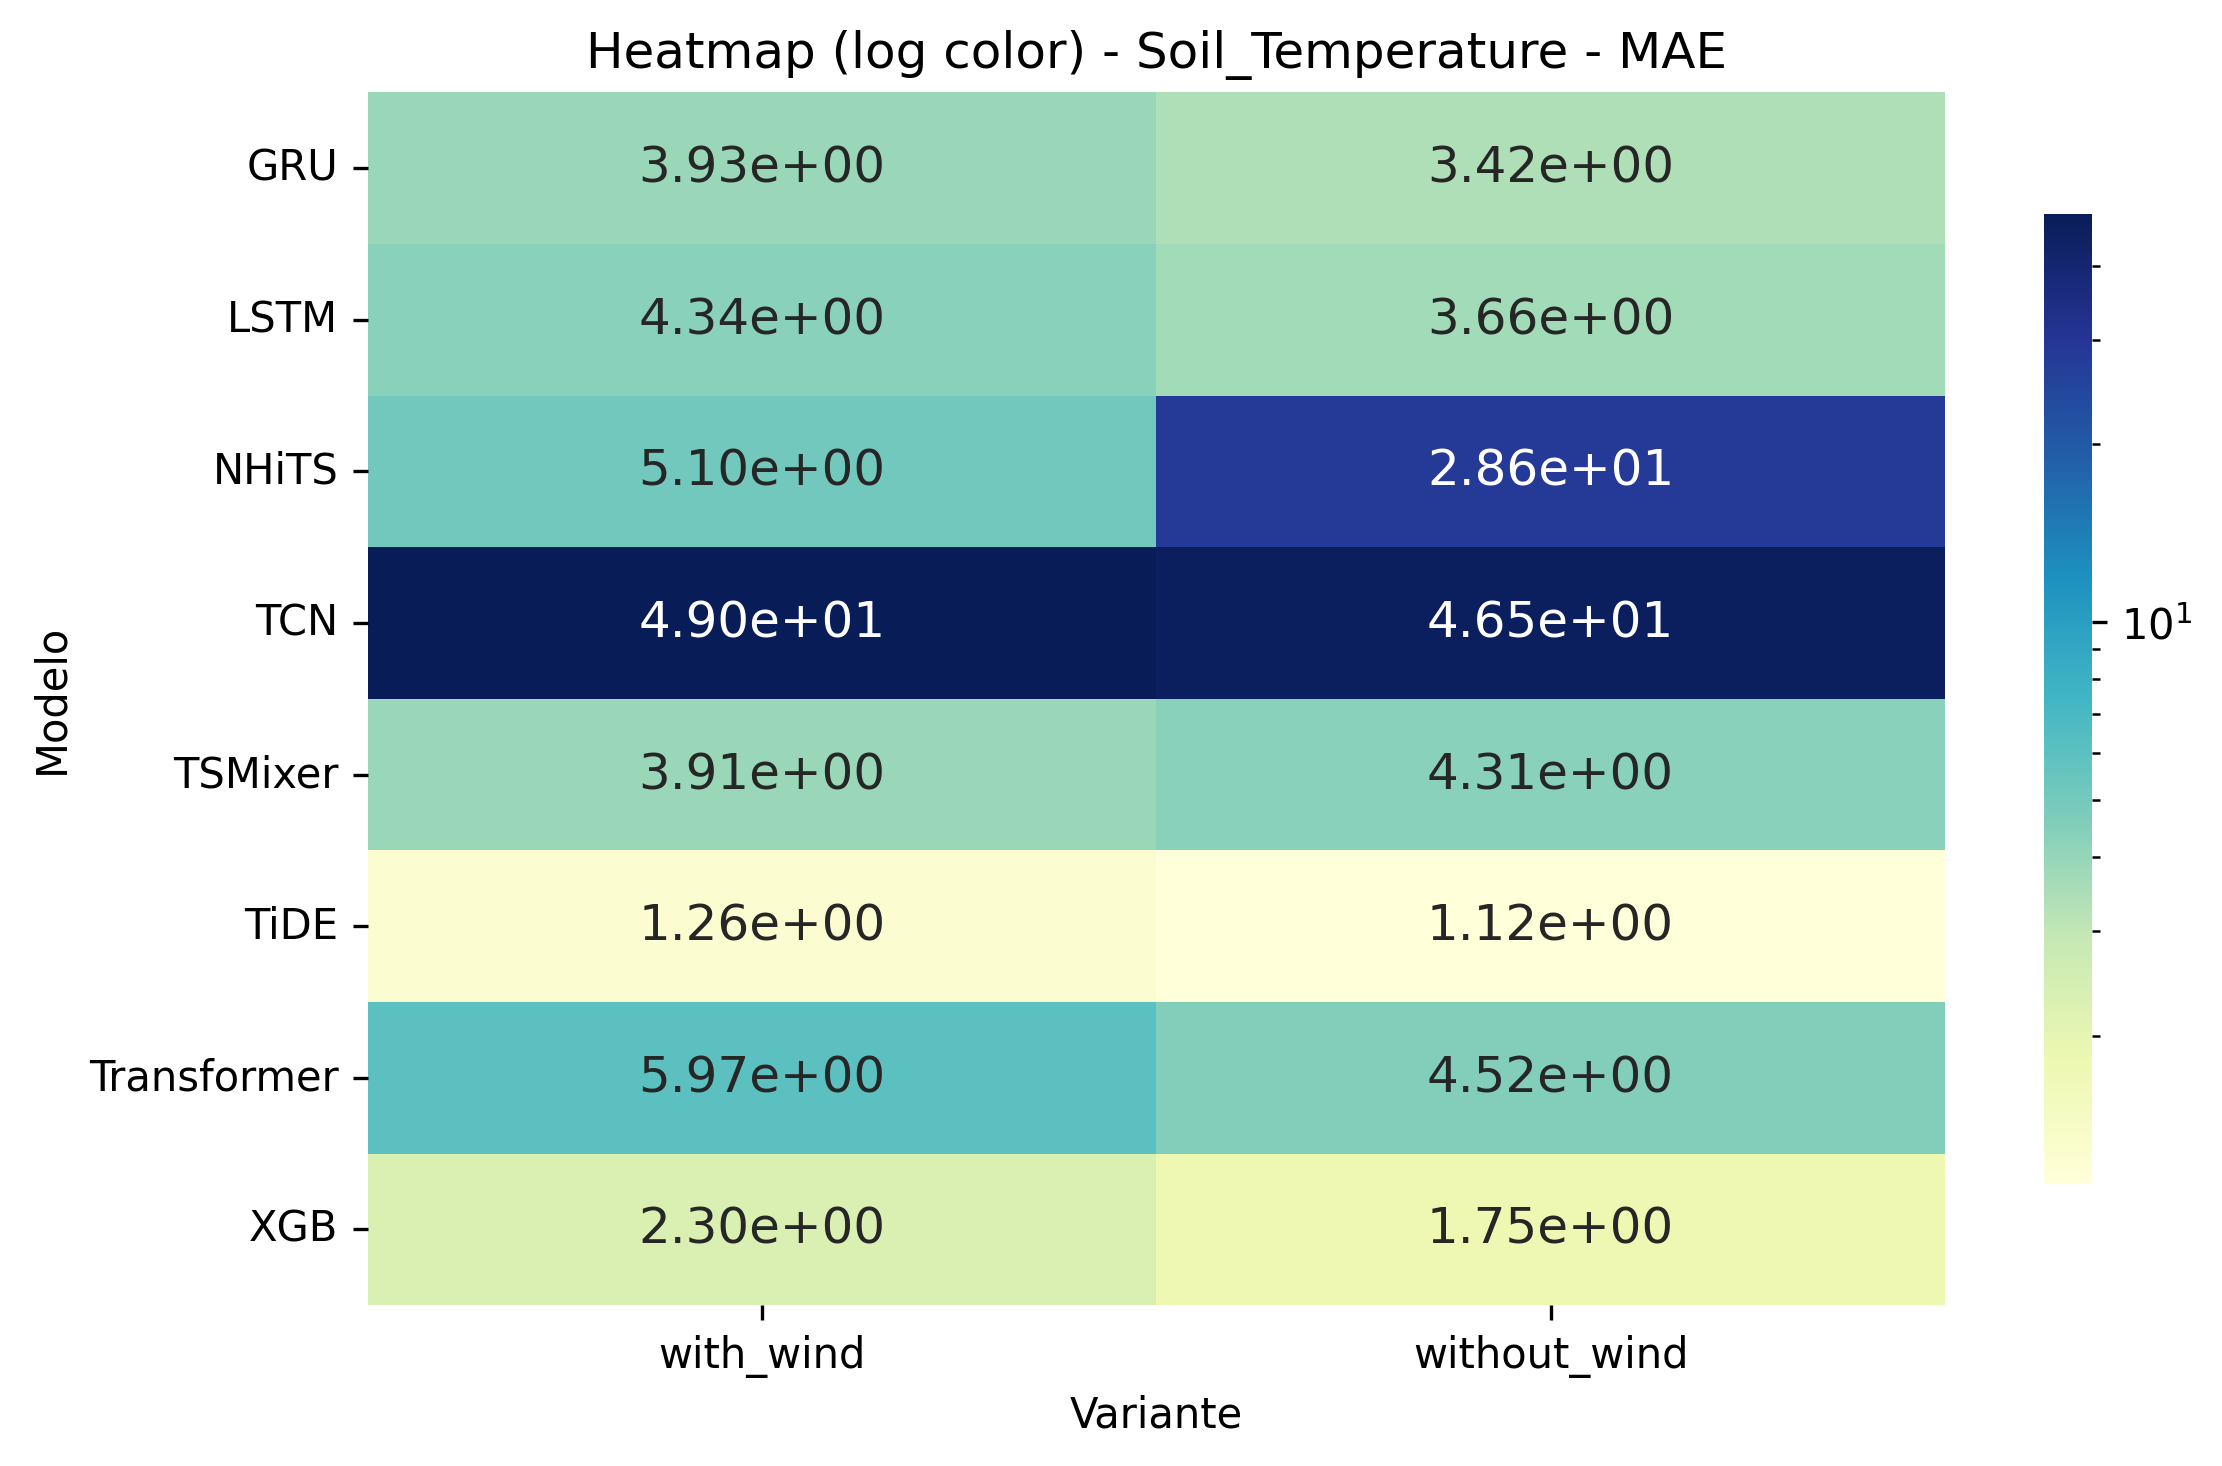 Heatmap (log color) - Soil_Temperature - MAE
GRU 3.93e+00 3.42e+00
LSTM 4.34e+00 3.66e+00
NHiTS 5.10e+00 2.86e+01
TCN 4.90e+01 4.65e+01
TSMixer 3.91e+00 4.31e+00
TiDE 1.26e+00 1.12e+00
Transformer 5.97e+00 4.52e+00
XGB 2.30e+00 1.75e+00
with_wind without_wind
Variante
Modelo
10¹